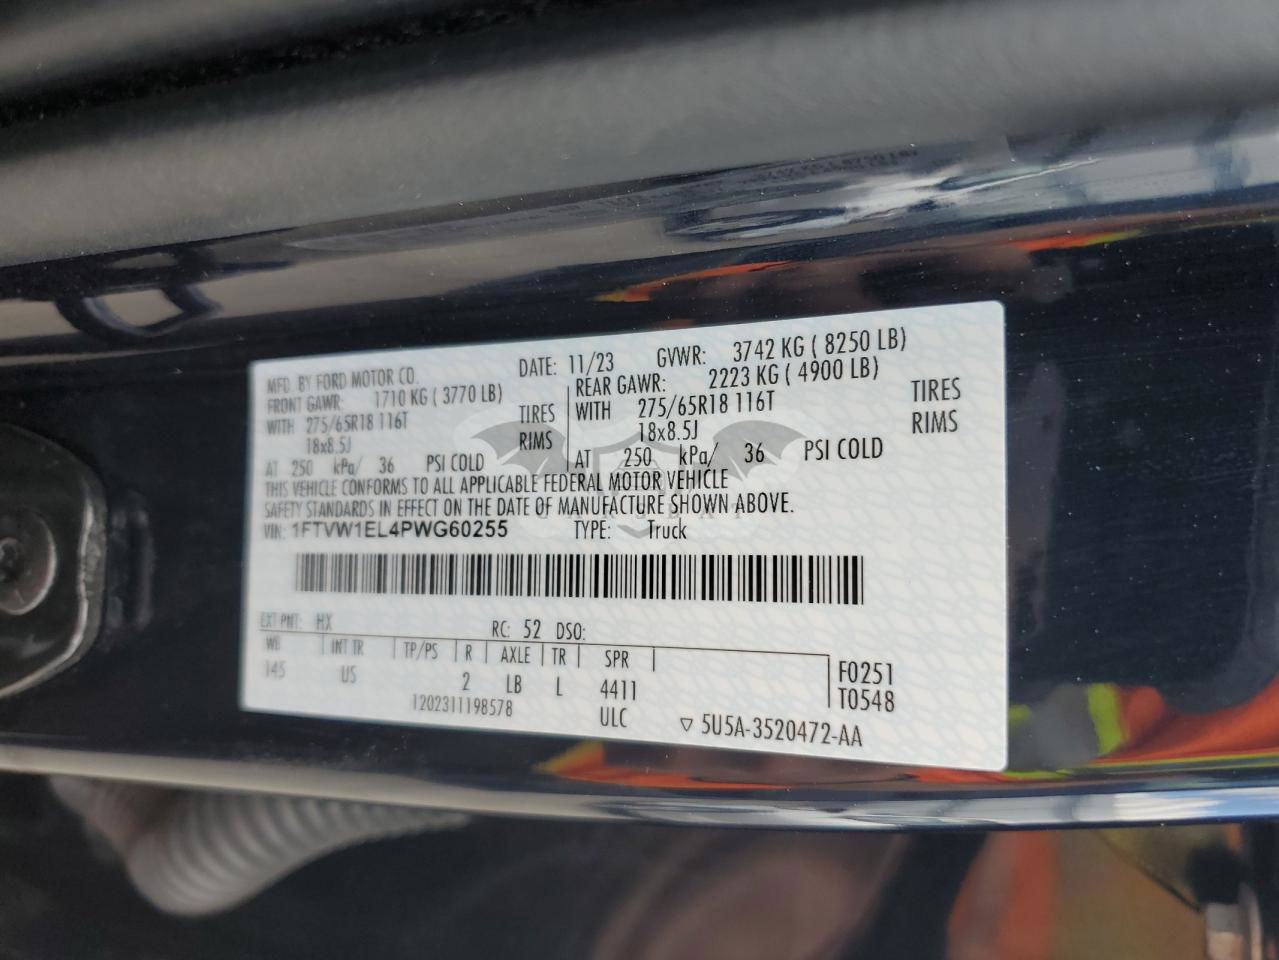 MFD. BY FORD MOTOR CO. DATE: 11/23 GVWR: 3742 KG ( 8250 LB)
FRONT GAWR: 1710 KG ( 3770 LB) REAR GAWR: 2223 KG ( 4900 LB)
WITH 275/65R18 116T TIRES WITH 275/65R18 116T TIRES
18x8.5J RIMS 18x8.5J RIMS
AT 250 kPa/ 36 PSI COLD AT 250 kPa/ 36 PSI COLD
THIS VEHICLE CONFORMS TO ALL APPLICABLE FEDERAL MOTOR VEHICLE
SAFETY STANDARDS IN EFFECT ON THE DATE OF MANUFACTURE SHOWN ABOVE.
VIN: 1FTVW1EL4PWG60255 TYPE: Truck
EXT PNT: HX RC: 52 DSO:
WB INT TR TP/PS R AXLE TR SPR
145 US 2 LB L 4411
F0251
T0548
1202311198578 ULC ▽ 5U5A-3520472-AA